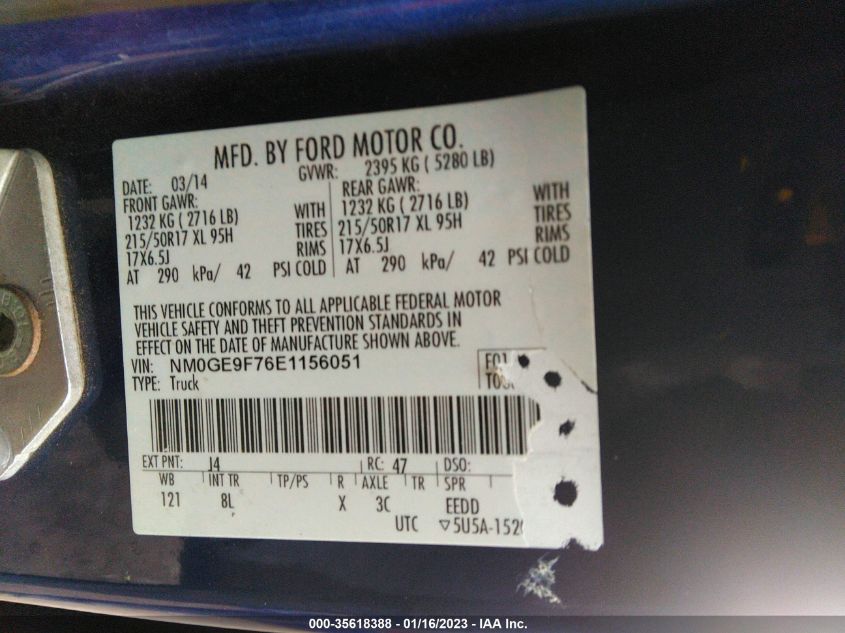 MFD. BY FORD MOTOR CO.
DATE: 03/14 GVWR: 2395 KG ( 5280 LB)
FRONT GAWR: REAR GAWR:
1232 KG ( 2716 LB) WITH 1232 KG ( 2716 LB) WITH
215/50R17 XL 95H TIRES 215/50R17 XL 95H TIRES
17X6.5J RIMS 17X6.5J RIMS
AT 290 kPa/ 42 PSI COLD AT 290 kPa/ 42 PSI COLD
THIS VEHICLE CONFORMS TO ALL APPLICABLE FEDERAL MOTOR
VEHICLE SAFETY AND THEFT PREVENTION STANDARDS IN
EFFECT ON THE DATE OF MANUFACTURE SHOWN ABOVE.
VIN: NM0GE9F76E1156051
TYPE: Truck
EXT PNT: J4 RC: 47 DSO:
WB INT TR TP/PS R AXLE TR SPR
121 8L X 3C EEDD
UTC ▽5U5A-152
000-35618388 - 01/16/2023 - IAA Inc.